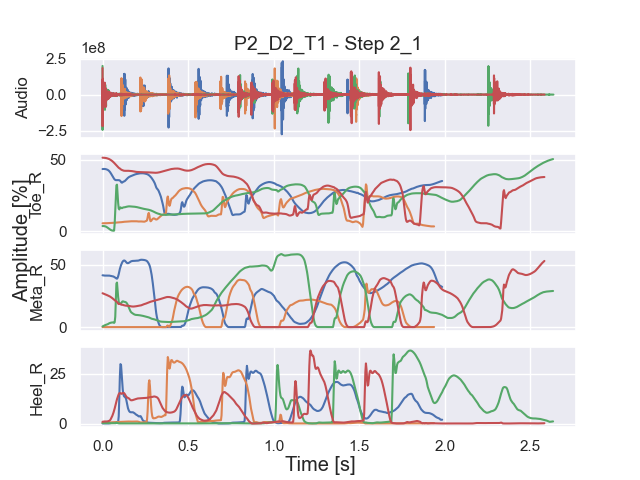 P2_D2_T1 - Step 2_1
1e8
2.5
0.0
−2.5
Audio
50
0
Toe_R
Amplitude [%]
50
0
Meta_R
25
0
Heel_R
0.0 0.5 1.0 1.5 2.0 2.5
Time [s]